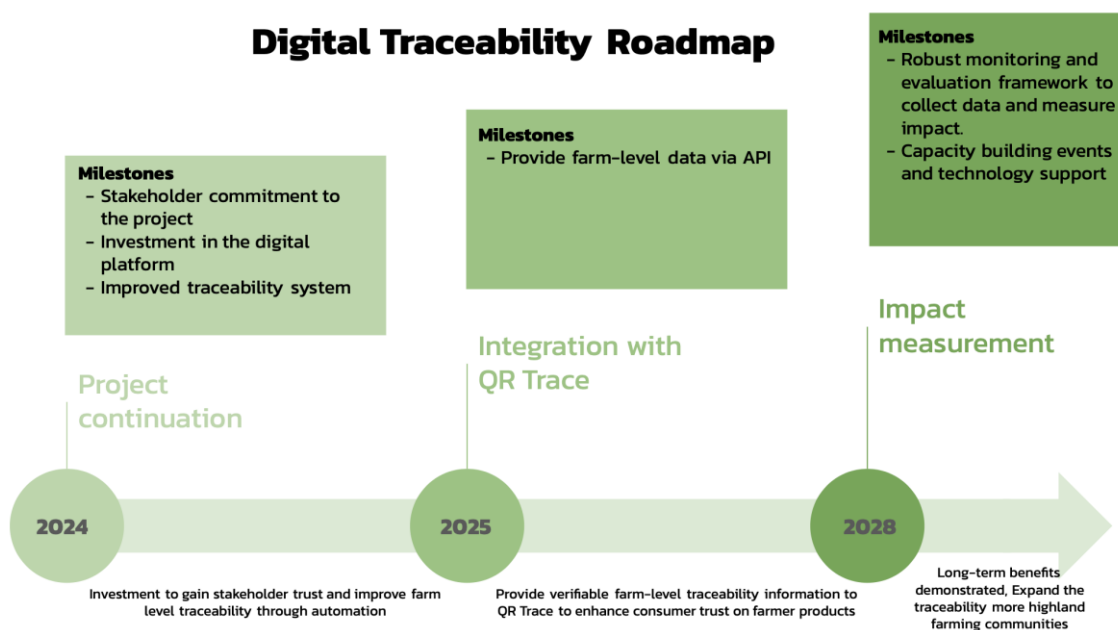 Digital Traceability Roadmap
Milestones
- Stakeholder commitment to
the project
- Investment in the digital
platform
- Improved traceability system
Project
continuation
2024
Investment to gain stakeholder trust and improve farm
level traceability through automation
Milestones
- Provide farm-level data via API
Integration with
QR Trace
2025
Provide verifiable farm-level traceability information to
QR Trace to enhance consumer trust on farmer products
Milestones
- Robust monitoring and
evaluation framework to
collect data and measure
impact.
- Capacity building events
and technology support
Impact
measurement
2028
Long-term benefits
demonstrated, Expand the
traceability more highland
farming communities